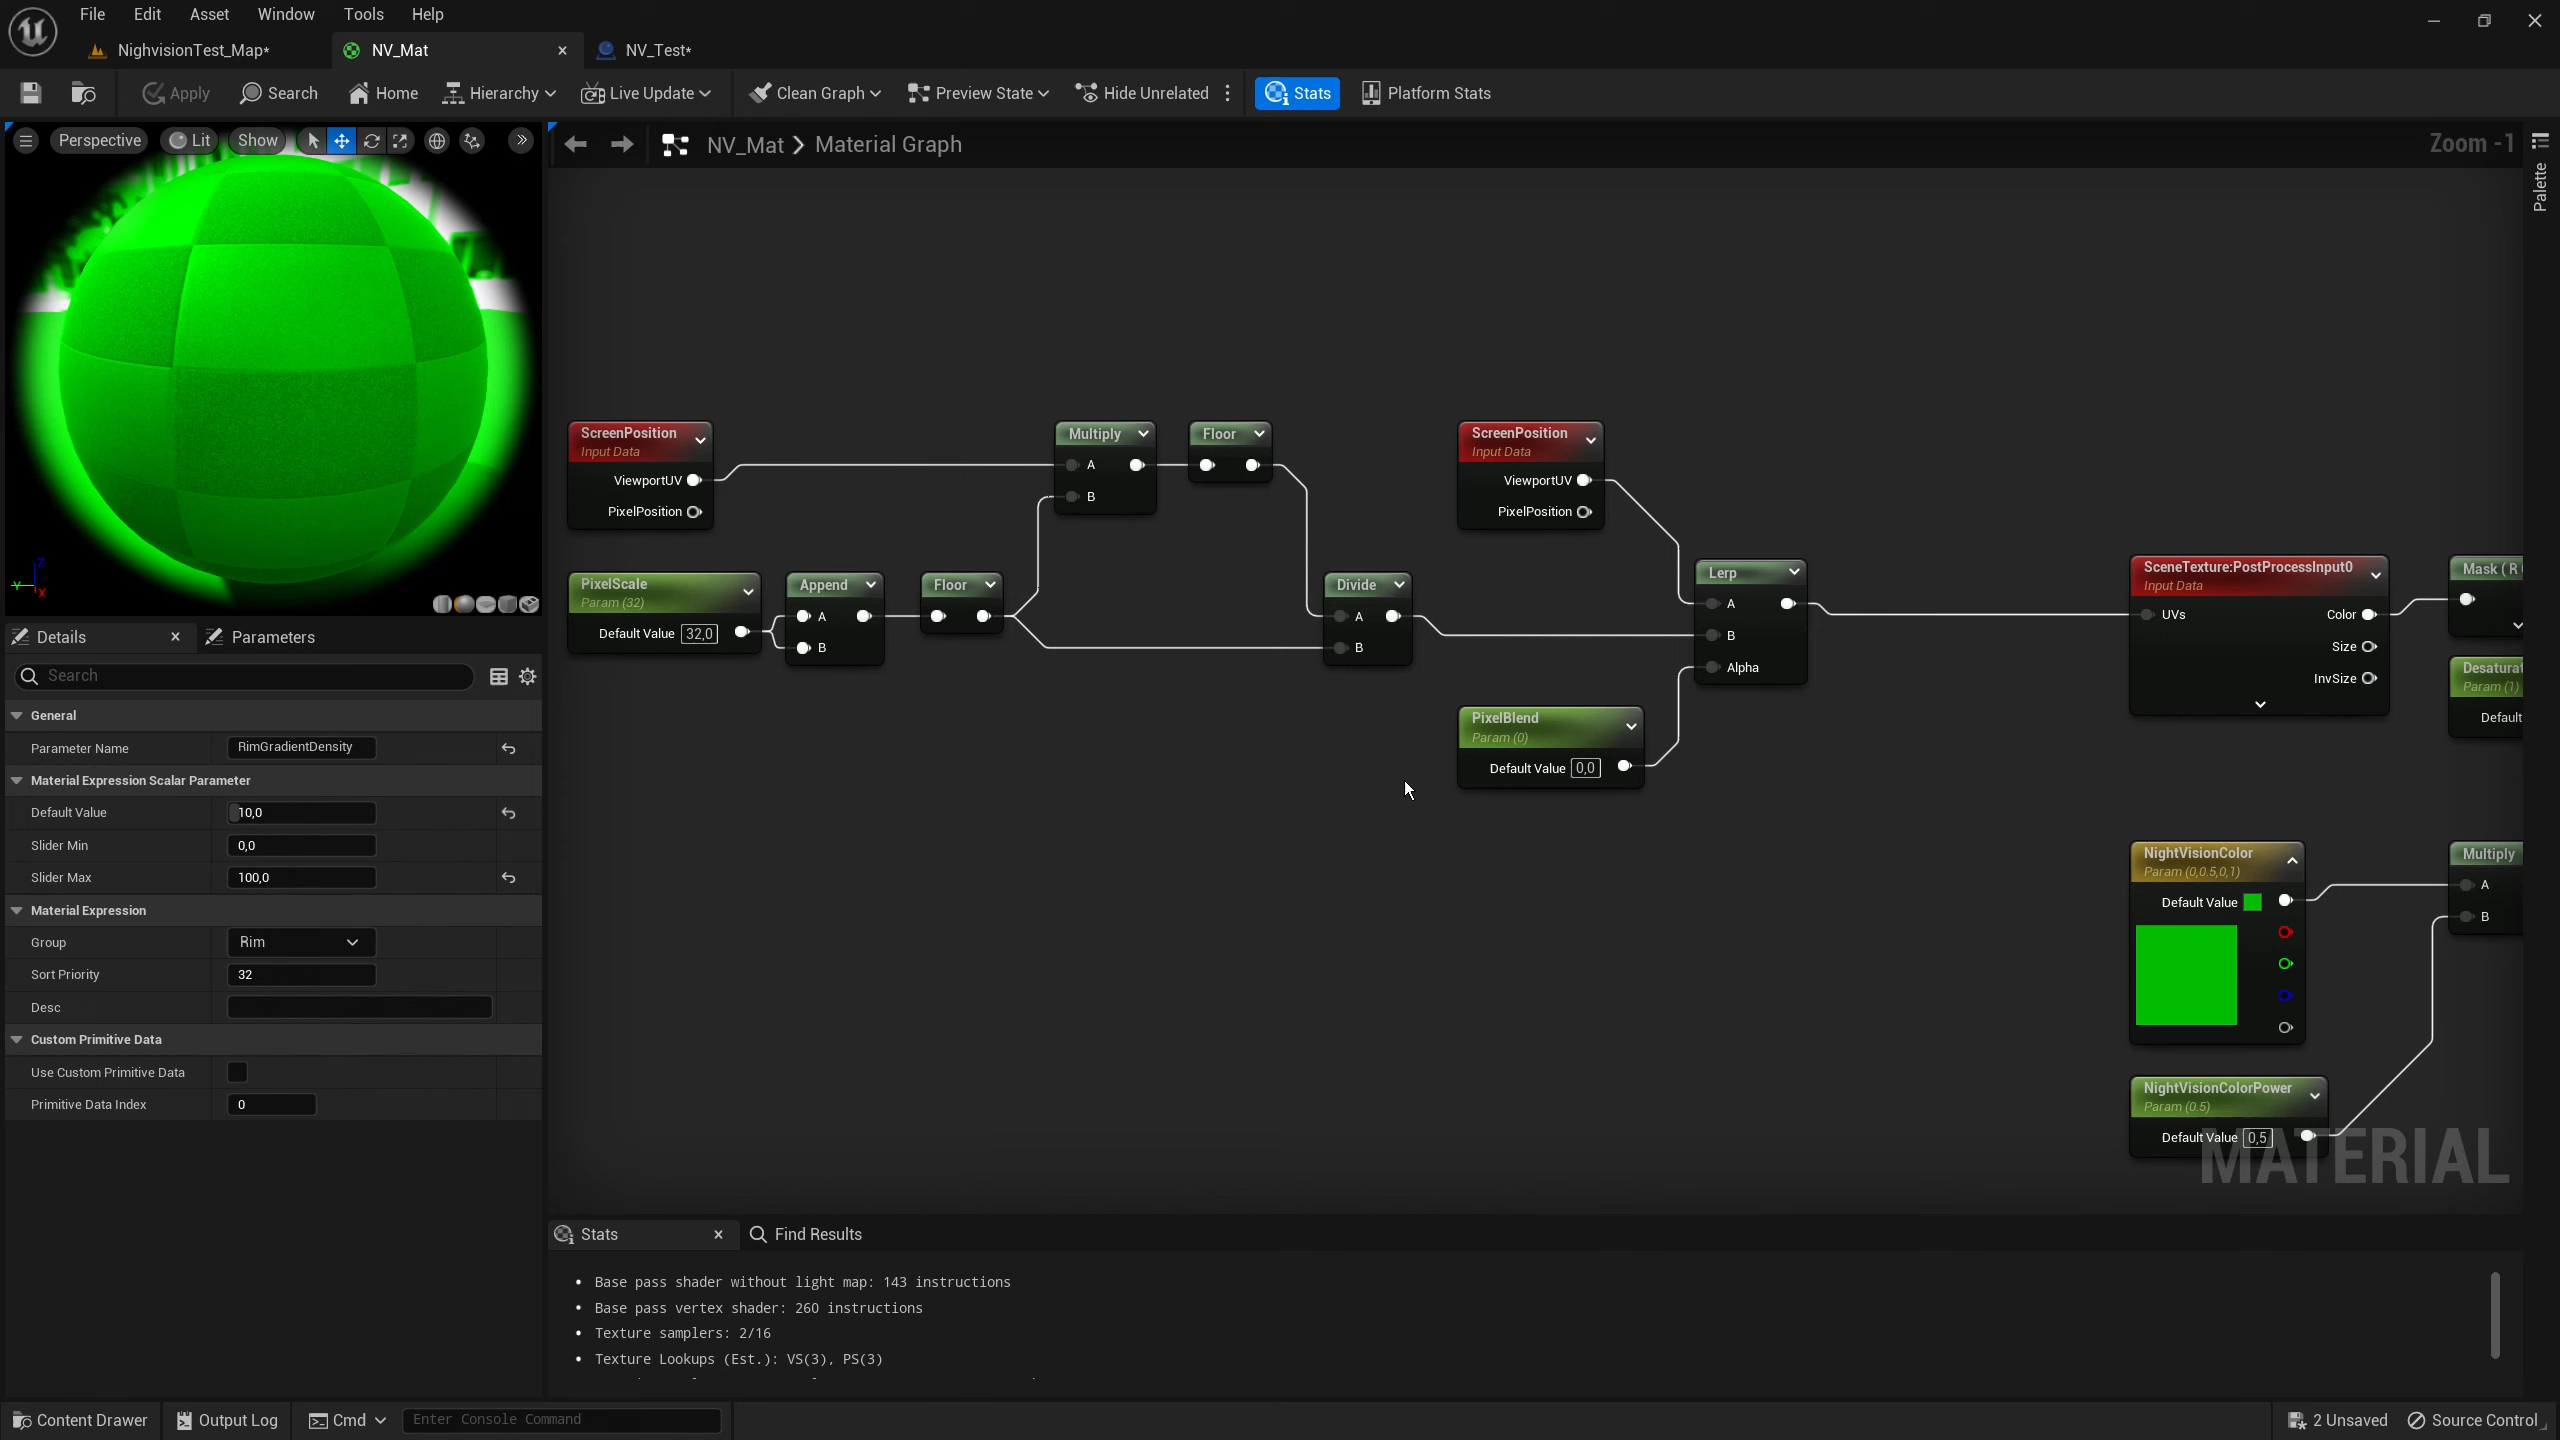 File Edit Asset Window Tools Help
NighvisionTest_Map* NV_Mat NV_Test*
Apply Search Home Hierarchy Live Update Clean Graph Preview State Hide Unrelated Stats Platform Stats
Perspective Lit Show
NV_Mat > Material Graph
Zoom -1
Palette
Z
Y
X
ScreenPosition
Input Data
ViewportUV
PixelPosition
Multiply
A
B
Floor
ScreenPosition
Input Data
ViewportUV
PixelPosition
PixelScale
Param (32)
Default Value 32,0
Append
A
B
Floor
Divide
A
B
Lerp
A
B
Alpha
PixelBlend
Param (0)
Default Value 0,0
SceneTexture:PostProcessInput0
Input Data
UVs Color
Size
InvSize
Mask ( R
Desaturat
Param (1)
Default
NightVisionColor
Param (0,0.5,0,1)
Default Value
Multiply
A
B
NightVisionColorPower
Param (0.5)
Default Value 0,5
MATERIAL
Details Parameters
Search
General
Parameter Name RimGradientDensity
Material Expression Scalar Parameter
Default Value 10,0
Slider Min 0,0
Slider Max 100,0
Material Expression
Group Rim
Sort Priority 32
Desc
Custom Primitive Data
Use Custom Primitive Data
Primitive Data Index 0
Stats Find Results
• Base pass shader without light map: 143 instructions
• Base pass vertex shader: 260 instructions
• Texture samplers: 2/16
• Texture Lookups (Est.): VS(3), PS(3)
Content Drawer Output Log Cmd Enter Console Command 2 Unsaved Source Control